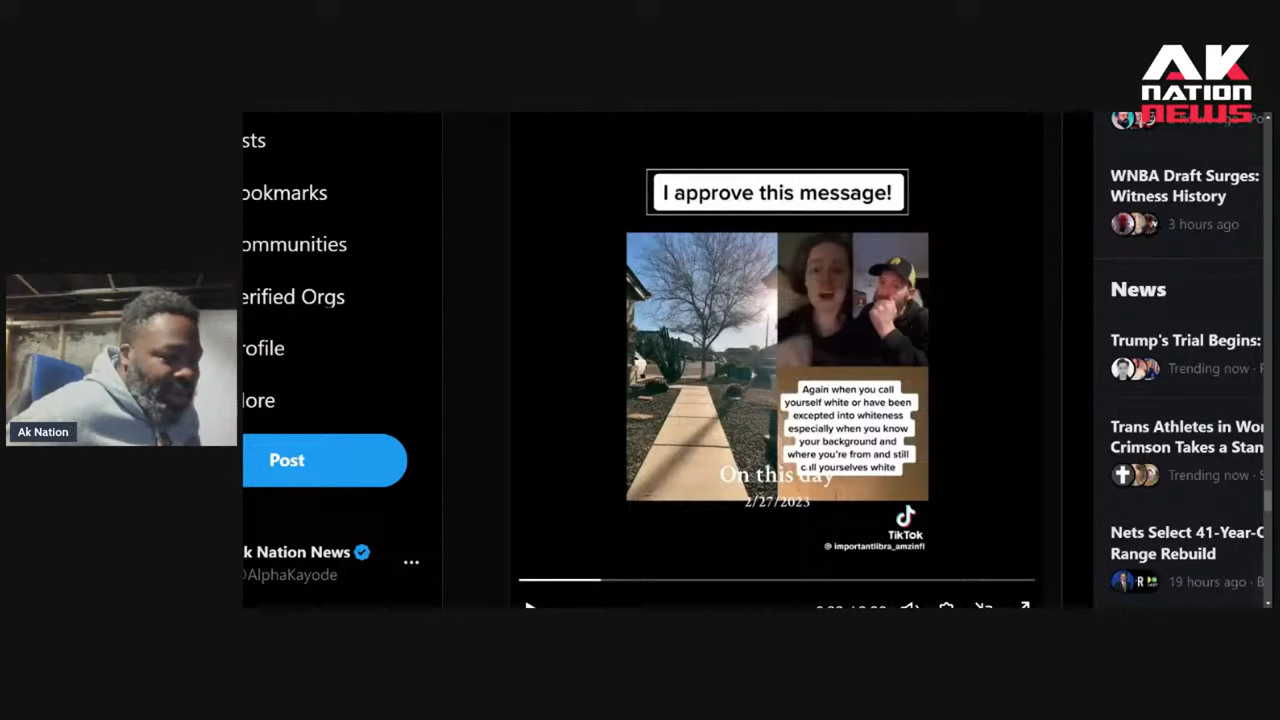 AK
NATION
NEWS
sts
ookmarks
ommunities
erified Orgs
rofile
ore
Post
k Nation News
@AlphaKayode
Ak Nation
I approve this message!
Again when you call
yourself white or have been
excepted into whiteness
especially when you know
your background and
where you're from and still
call yourselves white
On this day
2/27/2023
TikTok
@ importantlibra_amzinfl
WNBA Draft Surges:
Witness History
3 hours ago
News
Trump's Trial Begins:
Trending now ·
Trans Athletes in Wo
Crimson Takes a Stan
Trending now ·
Nets Select 41-Year-
Range Rebuild
19 hours ago ·